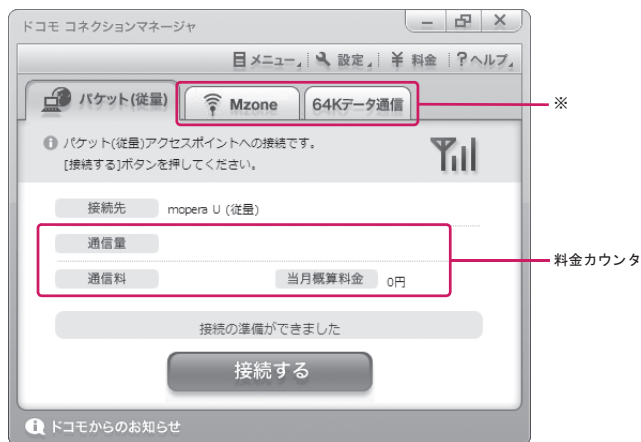 ドコモ コネクションマネージャ
メニュー 設定 ¥ 料金 ?ヘルプ
パケット(従量) Mzone 64Kデータ通信
※
パケット(従量)アクセスポイントへの接続です。
[接続する]ボタンを押してください。
接続先 mopera U (従量)
通信量
料金カウンタ
通信料 当月概算料金 0円
接続の準備ができました
接続する
ドコモからのお知らせ